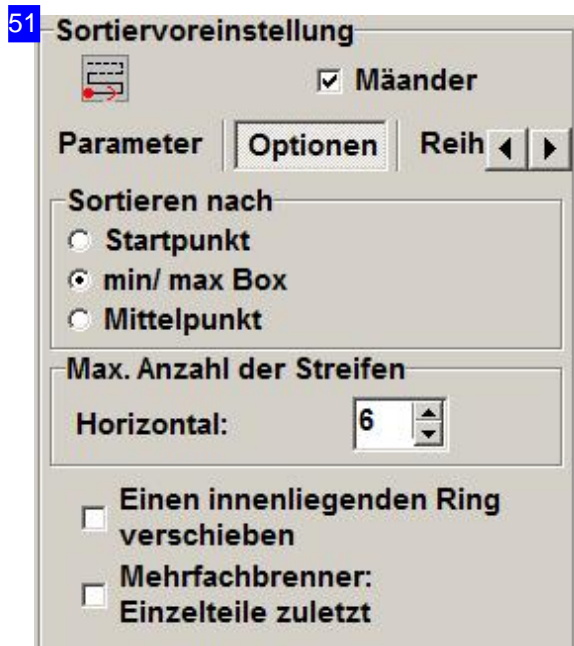 51
Sortiervoreinstellung
Mäander
Parameter Optionen Reih
Sortieren nach
Startpunkt
min/ max Box
Mittelpunkt
Max. Anzahl der Streifen
Horizontal: 6
Einen innenliegenden Ring
verschieben
Mehrfachbrenner:
Einzelteile zuletzt